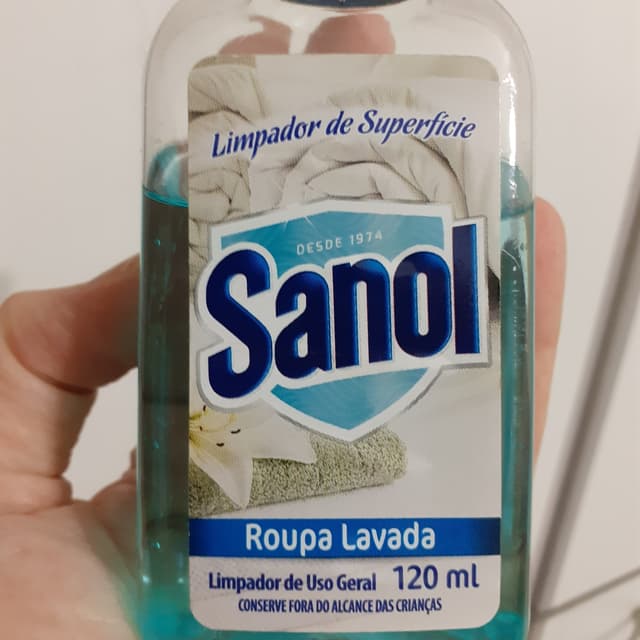 Limpador de Superfície
DESDE 1974
Sanol
Roupa Lavada
Limpador de Uso Geral 120 ml
CONSERVE FORA DO ALCANCE DAS CRIANÇAS